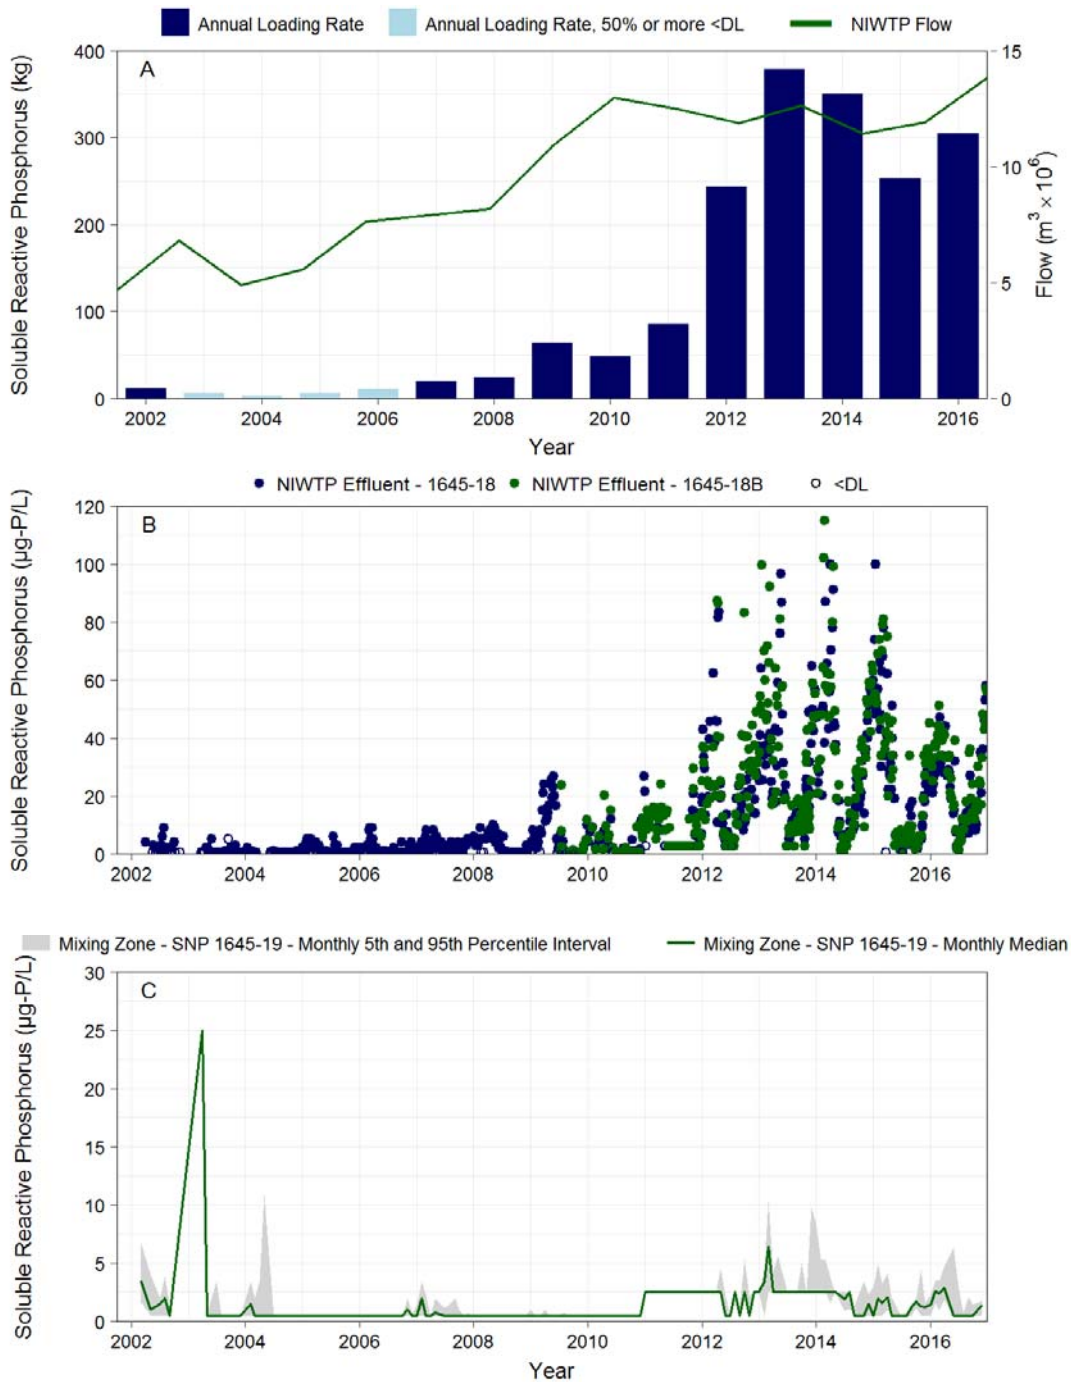 Annual Loading Rate Annual Loading Rate, 50% or more <DL NIWTP Flow
A
Soluble Reactive Phosphorus (kg)
400
300
200
100
0
15
10
5
0
Flow (m³ × 10⁶)
2002 2004 2006 2008 2010 2012 2014 2016
Year
NIWTP Effluent - 1645-18 NIWTP Effluent - 1645-18B <DL
B
Soluble Reactive Phosphorus (µg-P/L)
120
100
80
60
40
20
0
2002 2004 2006 2008 2010 2012 2014 2016
Mixing Zone - SNP 1645-19 - Monthly 5th and 95th Percentile Interval Mixing Zone - SNP 1645-19 - Monthly Median
C
Soluble Reactive Phosphorus (µg-P/L)
30
25
20
15
10
5
0
2002 2004 2006 2008 2010 2012 2014 2016
Year